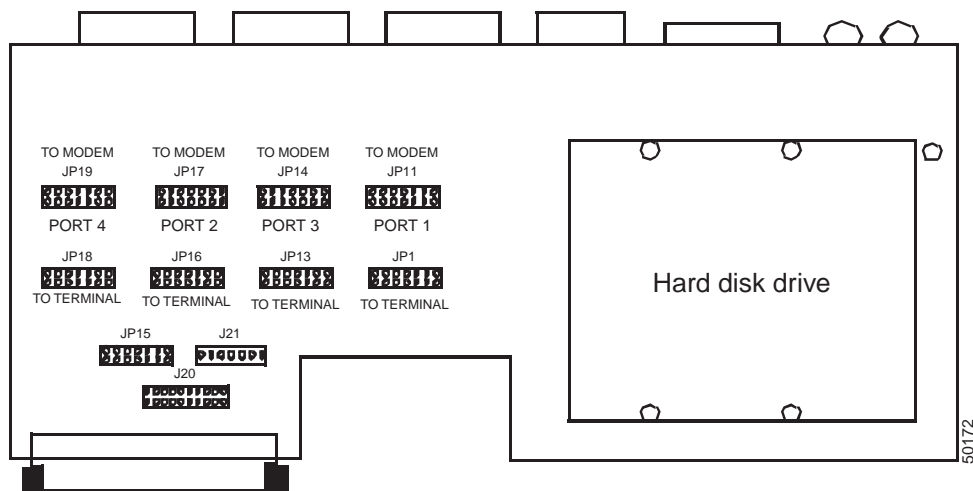 TO MODEM TO MODEM TO MODEM TO MODEM
JP19 JP17 JP14 JP11
PORT 4 PORT 2 PORT 3 PORT 1
JP18 JP16 JP13 JP1
TO TERMINAL TO TERMINAL TO TERMINAL TO TERMINAL
Hard disk drive
JP15 J21
J20
50172